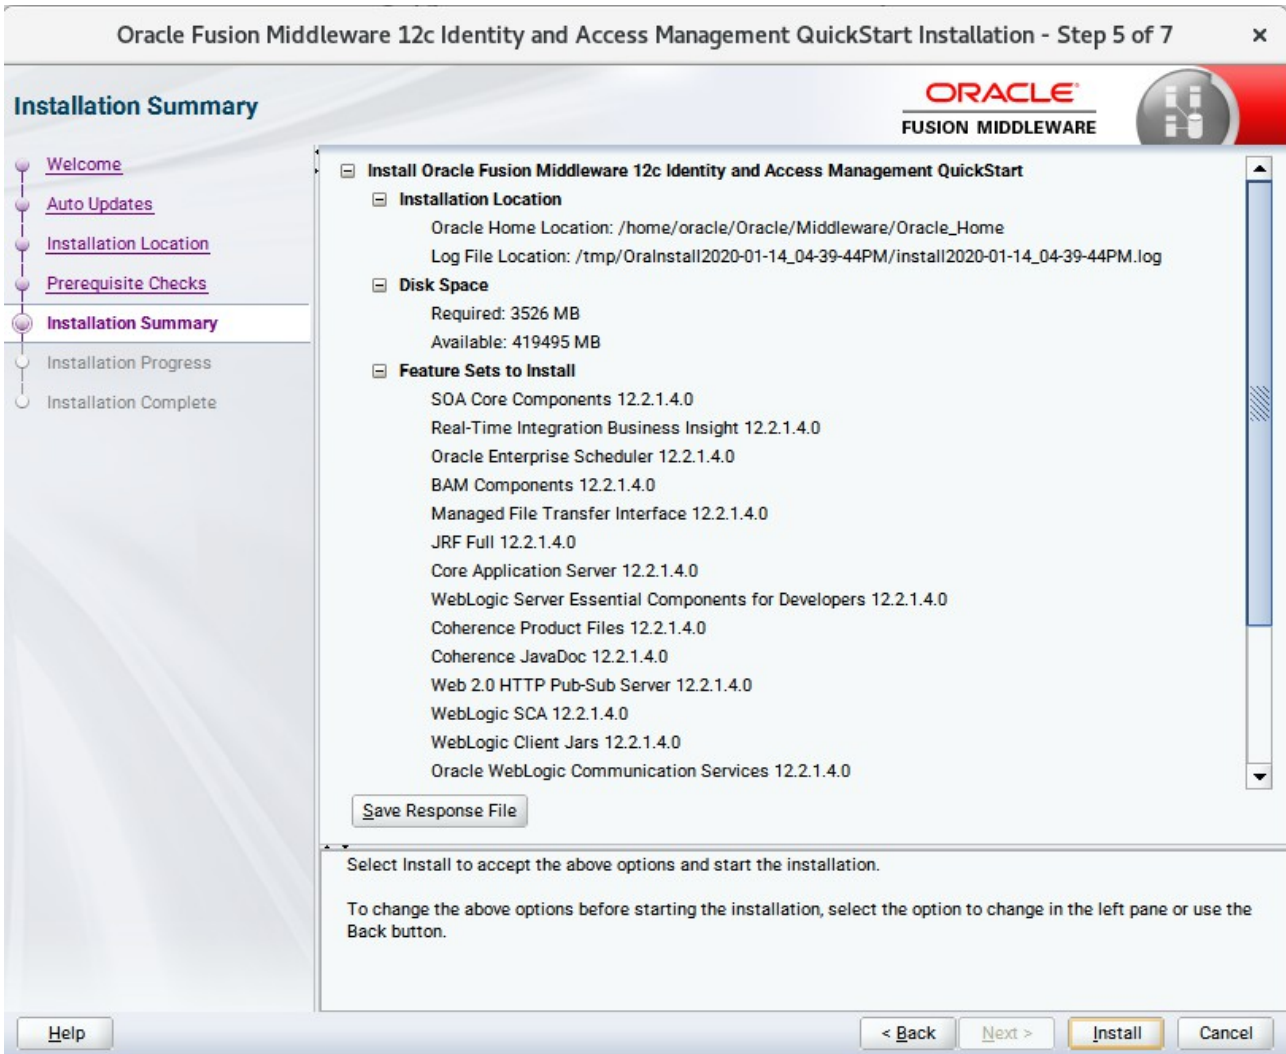 Oracle Fusion Middleware 12c Identity and Access Management QuickStart Installation - Step 5 of 7
Installation Summary
ORACLE
FUSION MIDDLEWARE
Welcome
Auto Updates
Installation Location
Prerequisite Checks
Installation Summary
Installation Progress
Installation Complete
Install Oracle Fusion Middleware 12c Identity and Access Management QuickStart
Installation Location
Oracle Home Location: /home/oracle/Oracle/Middleware/Oracle_Home
Log File Location: /tmp/OraInstall2020-01-14_04-39-44PM/install2020-01-14_04-39-44PM.log
Disk Space
Required: 3526 MB
Available: 419495 MB
Feature Sets to Install
SOA Core Components 12.2.1.4.0
Real-Time Integration Business Insight 12.2.1.4.0
Oracle Enterprise Scheduler 12.2.1.4.0
BAM Components 12.2.1.4.0
Managed File Transfer Interface 12.2.1.4.0
JRF Full 12.2.1.4.0
Core Application Server 12.2.1.4.0
WebLogic Server Essential Components for Developers 12.2.1.4.0
Coherence Product Files 12.2.1.4.0
Coherence JavaDoc 12.2.1.4.0
Web 2.0 HTTP Pub-Sub Server 12.2.1.4.0
WebLogic SCA 12.2.1.4.0
WebLogic Client Jars 12.2.1.4.0
Oracle WebLogic Communication Services 12.2.1.4.0
Save Response File
Select Install to accept the above options and start the installation.
To change the above options before starting the installation, select the option to change in the left pane or use the
Back button.
Help
< Back
Next >
Install
Cancel